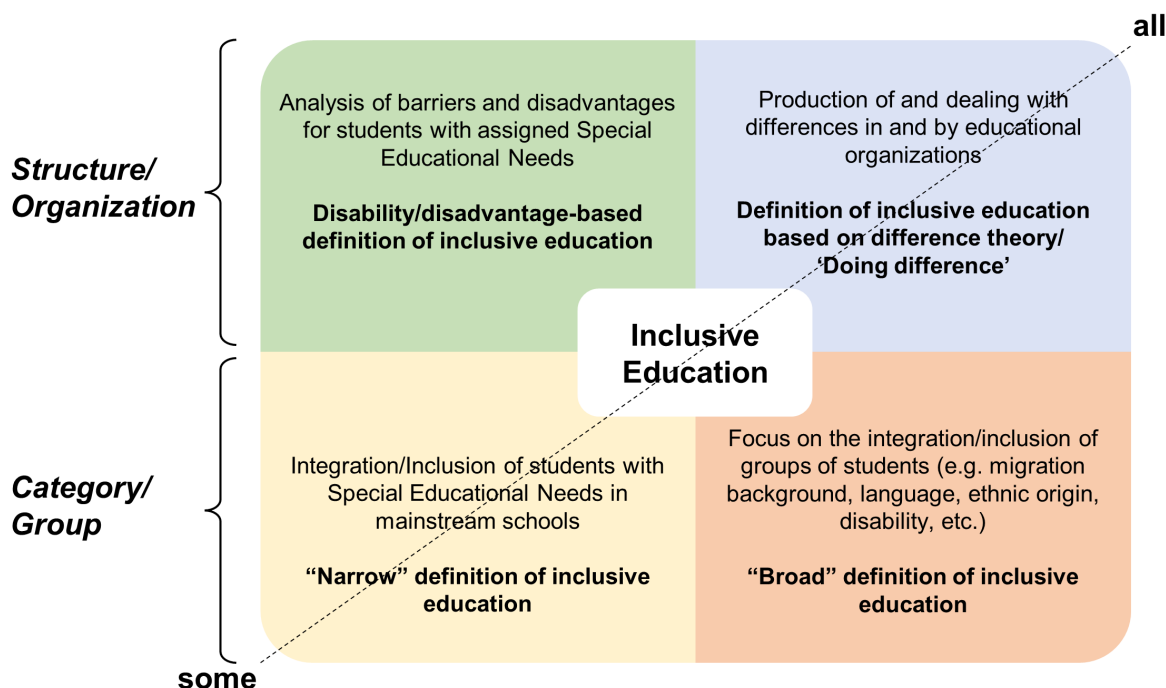 all
Structure/
Organization
Analysis of barriers and disadvantages
for students with assigned Special
Educational Needs
Disability/disadvantage-based
definition of inclusive education
Production of and dealing with
differences in and by educational
organizations
Definition of inclusive education
based on difference theory/
‘Doing difference’
Inclusive
Education
Category/
Group
Integration/Inclusion of students with
Special Educational Needs in
mainstream schools
“Narrow” definition of inclusive
education
Focus on the integration/inclusion of
groups of students (e.g. migration
background, language, ethnic origin,
disability, etc.)
“Broad” definition of inclusive
education
some